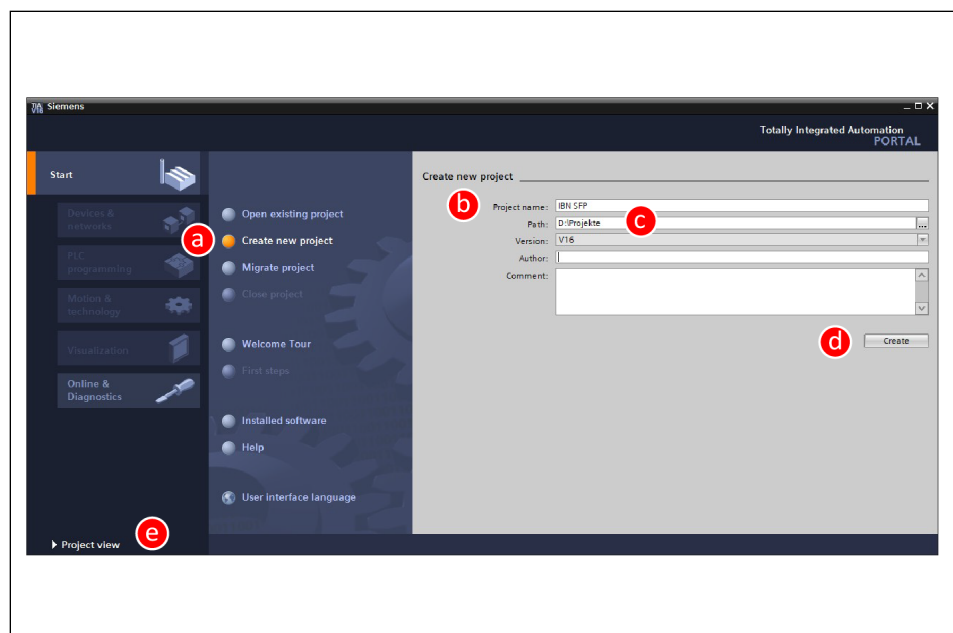 Siemens
Totally Integrated Automation
PORTAL
Start
Devices &
networks
PLC
programming
Motion &
technology
Visualization
Online &
Diagnostics
Project view
e
a
Open existing project
Create new project
Migrate project
Close project
Welcome Tour
First steps
Installed software
Help
User interface language
Create new project
b
Project name: IBN SFP
Path: D:\Projekte
c
...
Version: V16
Author:
Comment:
d
Create